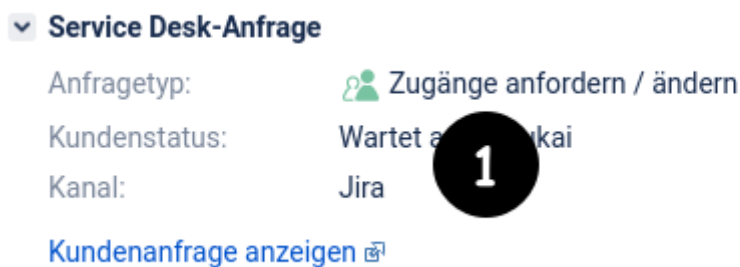 Service Desk-Anfrage
Anfragetyp: Zugänge anfordern / ändern
Kundenstatus: Wartet
1
Kanal: Jira
Kundenanfrage anzeigen